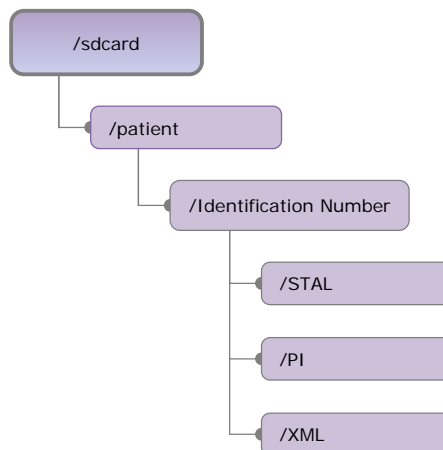 /sdcard
/patient
/Identification Number
/STAL
/PI
/XML